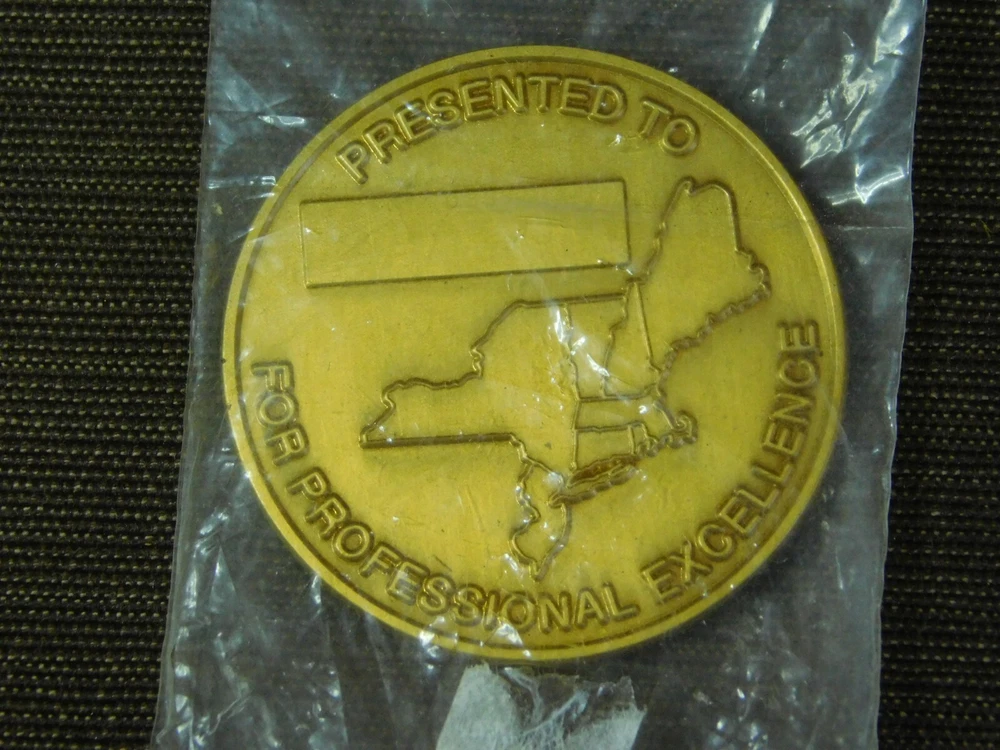 PRESENTED TO
FOR PROFESSIONAL EXCELLENCE